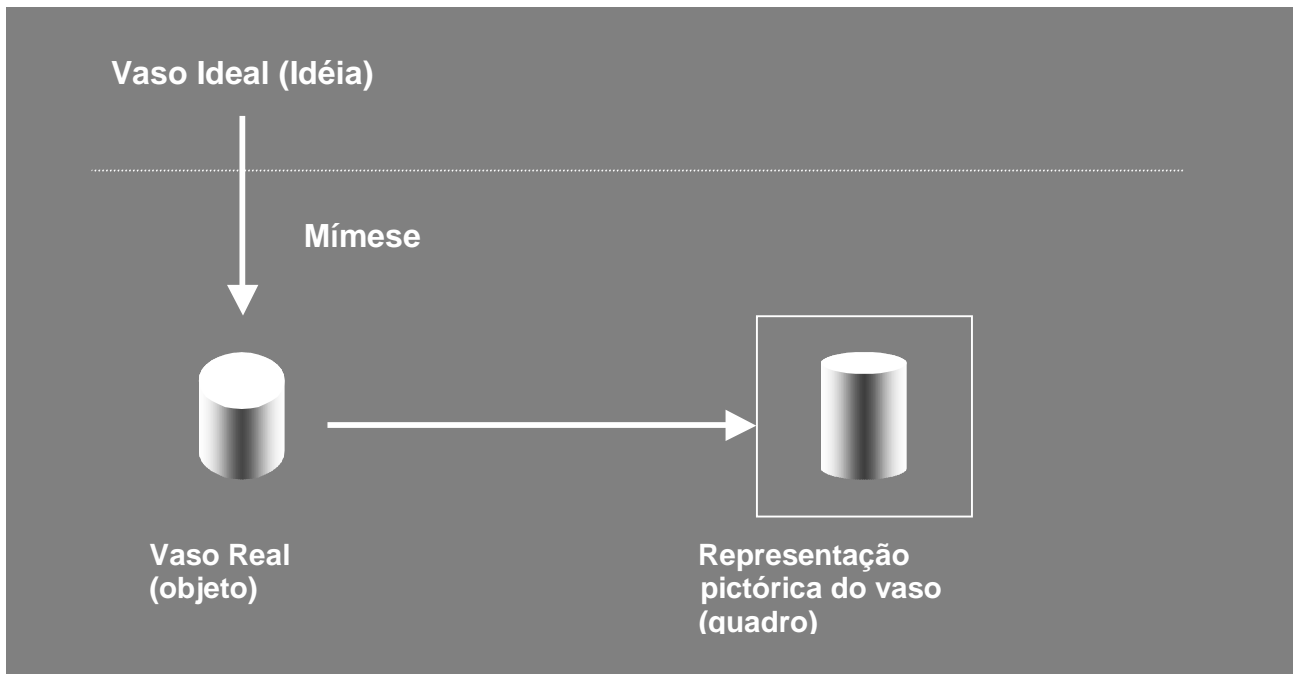 Vaso Ideal (Idéia)
Mímese
Vaso Real
(objeto)
Representação
pictórica do vaso
(quadro)